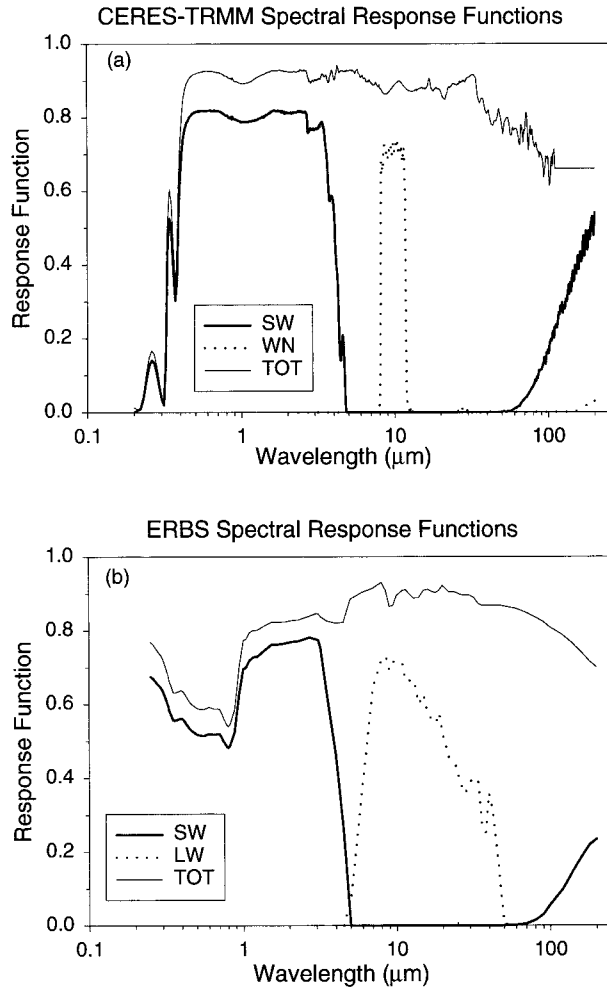 CERES-TRMM Spectral Response Functions
(a)
Response Function
1.0
0.8
0.6
0.4
0.2
0.0
SW
WN
TOT
0.1
1
10
100
Wavelength (μm)
ERBS Spectral Response Functions
(b)
Response Function
1.0
0.8
0.6
0.4
0.2
0.0
SW
LW
TOT
0.1
1
10
100
Wavelength (μm)